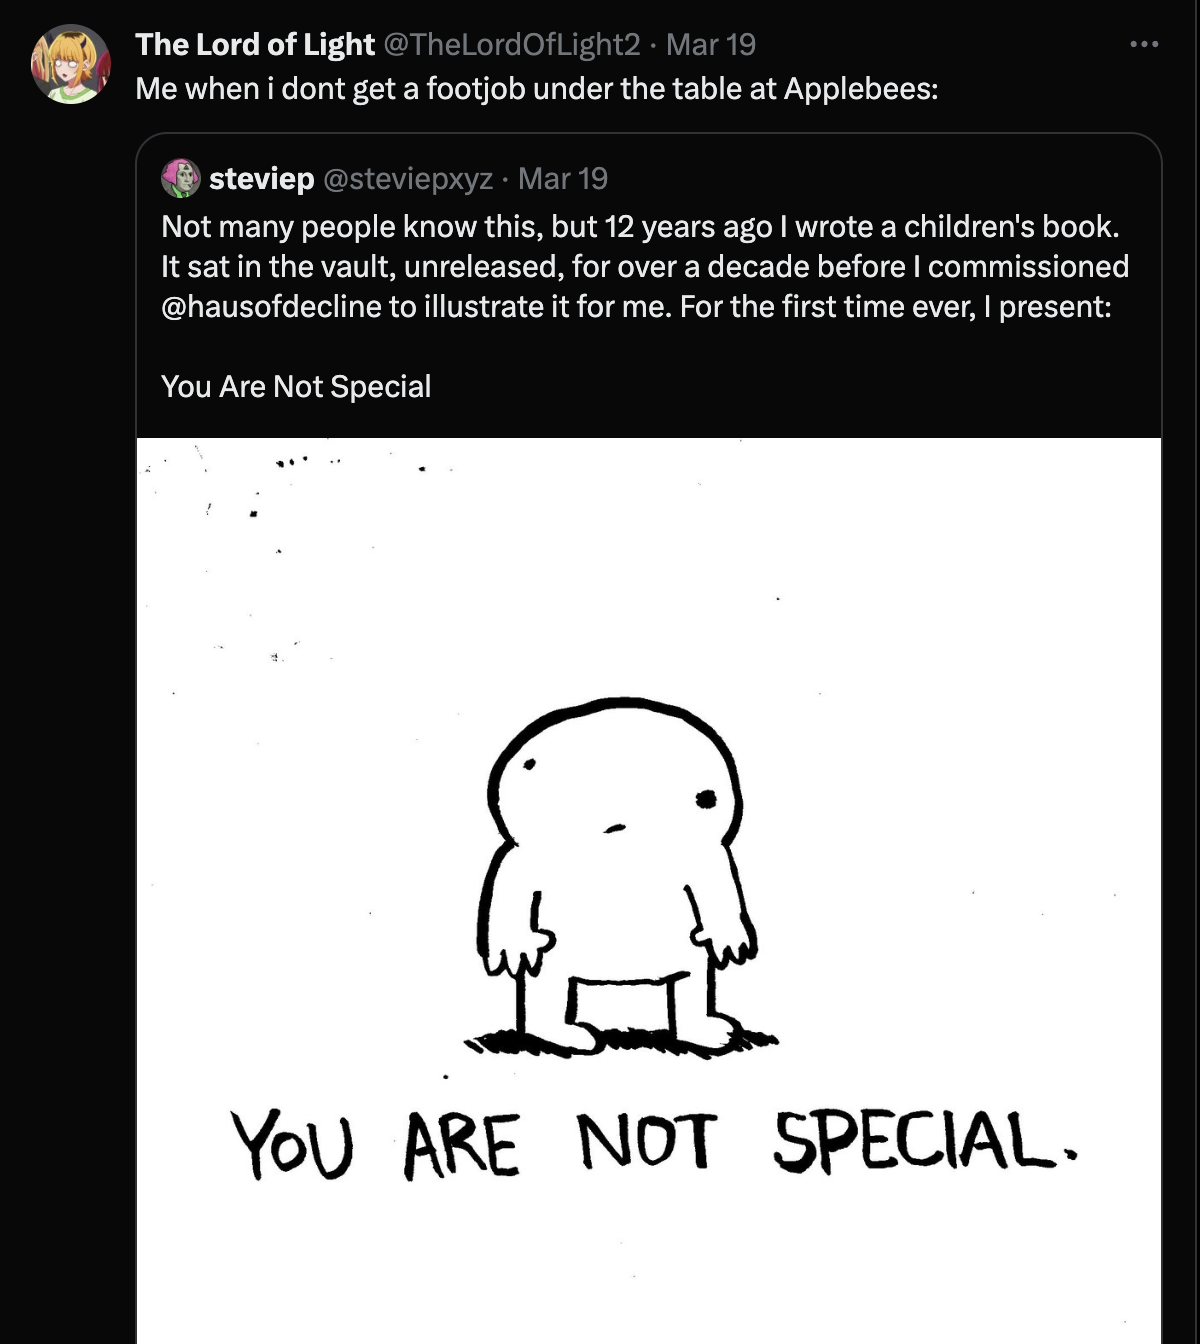 The Lord of Light @TheLordOfLight2 · Mar 19
Me when i dont get a footjob under the table at Applebees:
steviep @steviepxyz · Mar 19
Not many people know this, but 12 years ago I wrote a children's book.
It sat in the vault, unreleased, for over a decade before I commissioned
@hausofdecline to illustrate it for me. For the first time ever, I present:
You Are Not Special
YOU ARE NOT SPECIAL.